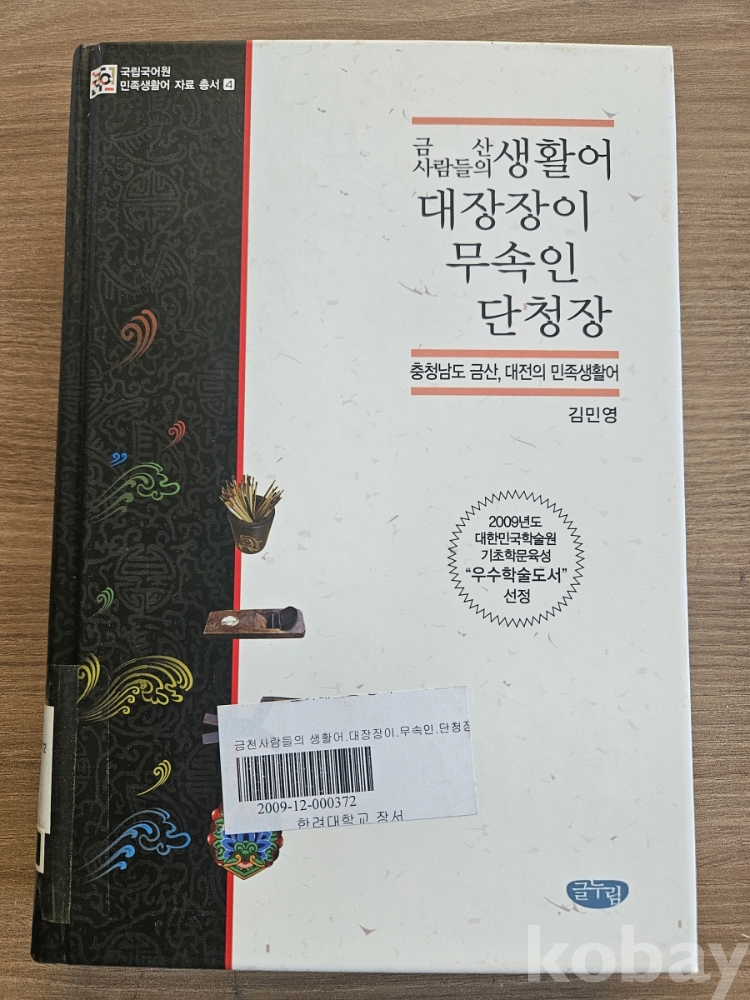 국립국어원
민족생활어 자료 총서 4
금 산
사람들의 생활어
대장장이
무속인
단청장
충청남도 금산, 대전의 민족생활어
김민영
2009년도
대한민국학술원
기초학문육성
"우수학술도서"
선정
금천사람들의 생활어.대장장이.무속인.단청장
2009-12-000372
한려대학교 장서
글누림
kobay